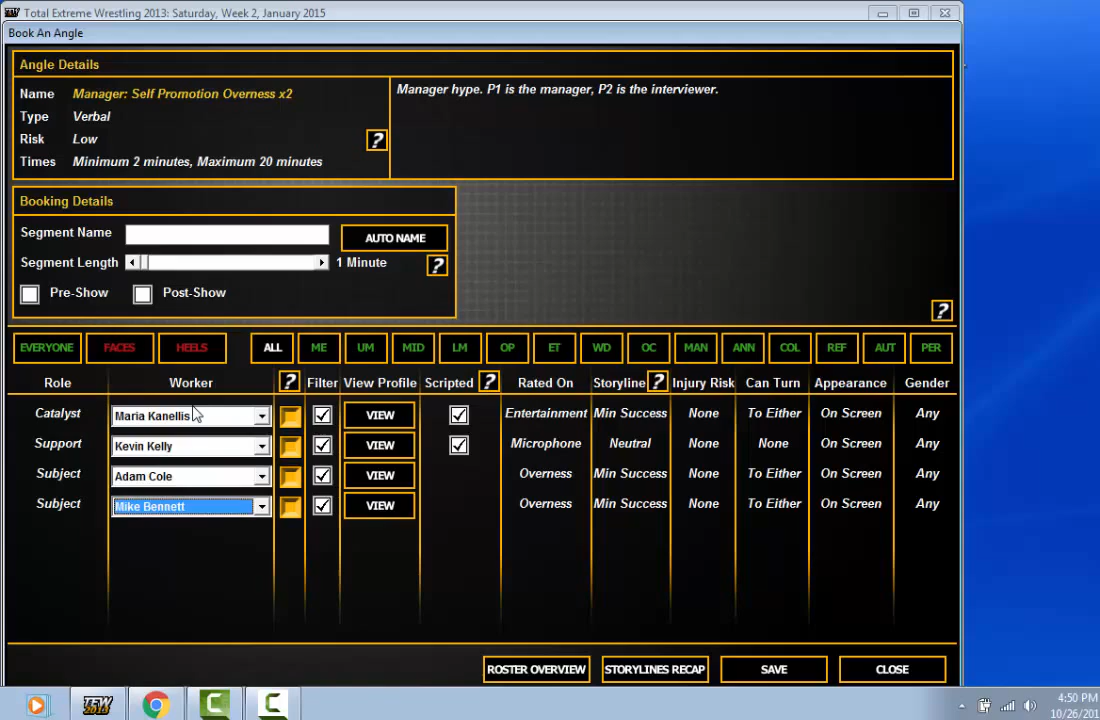 TEW 2013 Total Extreme Wrestling 2013: Saturday, Week 2, January 2015
Book An Angle
Angle Details
Name Manager: Self Promotion Overness x2
Type Verbal
Risk Low
Times Minimum 2 minutes, Maximum 20 minutes
?
Manager hype. P1 is the manager, P2 is the interviewer.
Booking Details
Segment Name AUTO NAME
Segment Length 1 Minute ?
Pre-Show Post-Show
?
EVERYONE FACES HEELS ALL ME UM MID LM OP ET WD OC MAN ANN COL REF AUT PER
Role Worker ? Filter View Profile Scripted ? Rated On Storyline ? Injury Risk Can Turn Appearance Gender
Catalyst Maria Kanellis VIEW Entertainment Min Success None To Either On Screen Any
Support Kevin Kelly VIEW Microphone Neutral None None On Screen Any
Subject Adam Cole VIEW Overness Min Success None To Either On Screen Any
Subject Mike Bennett VIEW Overness Min Success None To Either On Screen Any
ROSTER OVERVIEW STORYLINES RECAP SAVE CLOSE
TEW 2013 C C 4:50 PM
10/26/201